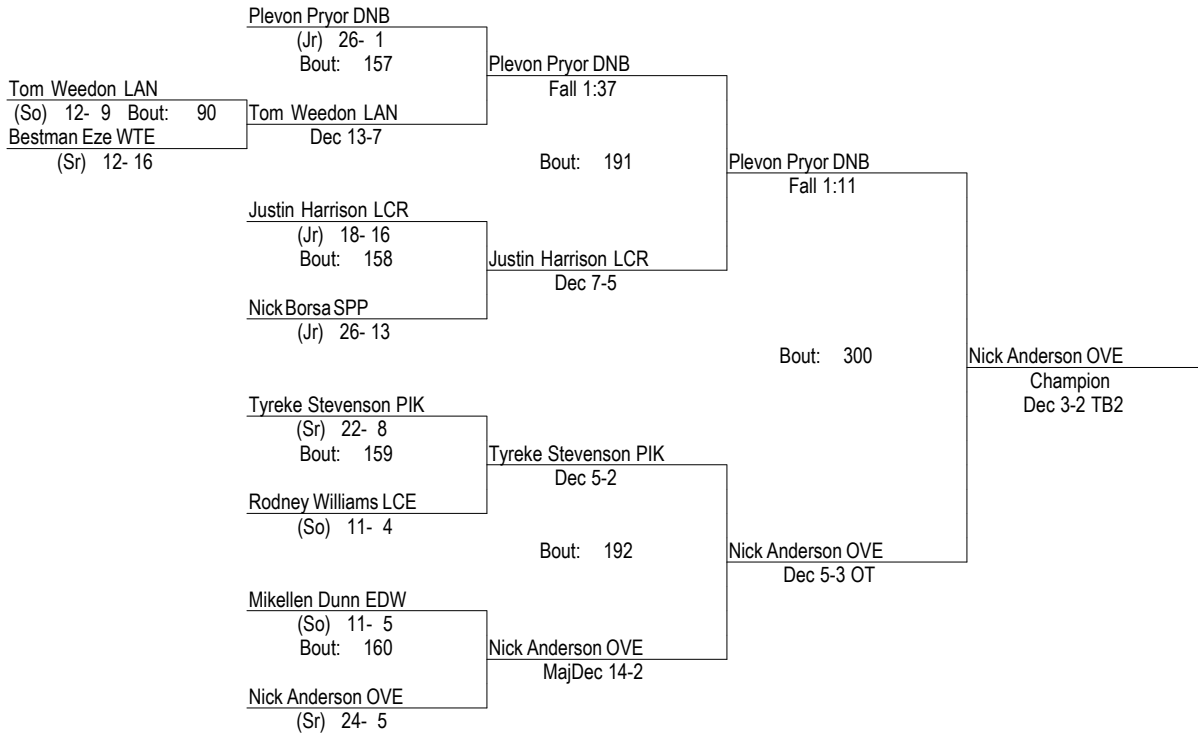 Plevon Pryor DNB
(Jr) 26- 1
Bout: 157
Plevon Pryor DNB
Fall 1:37
Tom Weedon LAN
(So) 12- 9 Bout: 90
Tom Weedon LAN
Dec 13-7
Bestman Eze WTE
(Sr) 12- 16
Bout: 191
Plevon Pryor DNB
Fall 1:11
Justin Harrison LCR
(Jr) 18- 16
Bout: 158
Justin Harrison LCR
Dec 7-5
Nick Borsa SPP
(Jr) 26- 13
Bout: 300
Nick Anderson OVE
Champion
Dec 3-2 TB2
Tyreke Stevenson PIK
(Sr) 22- 8
Bout: 159
Tyreke Stevenson PIK
Dec 5-2
Rodney Williams LCE
(So) 11- 4
Bout: 192
Nick Anderson OVE
Dec 5-3 OT
Mikellen Dunn EDW
(So) 11- 5
Bout: 160
Nick Anderson OVE
MajDec 14-2
Nick Anderson OVE
(Sr) 24- 5